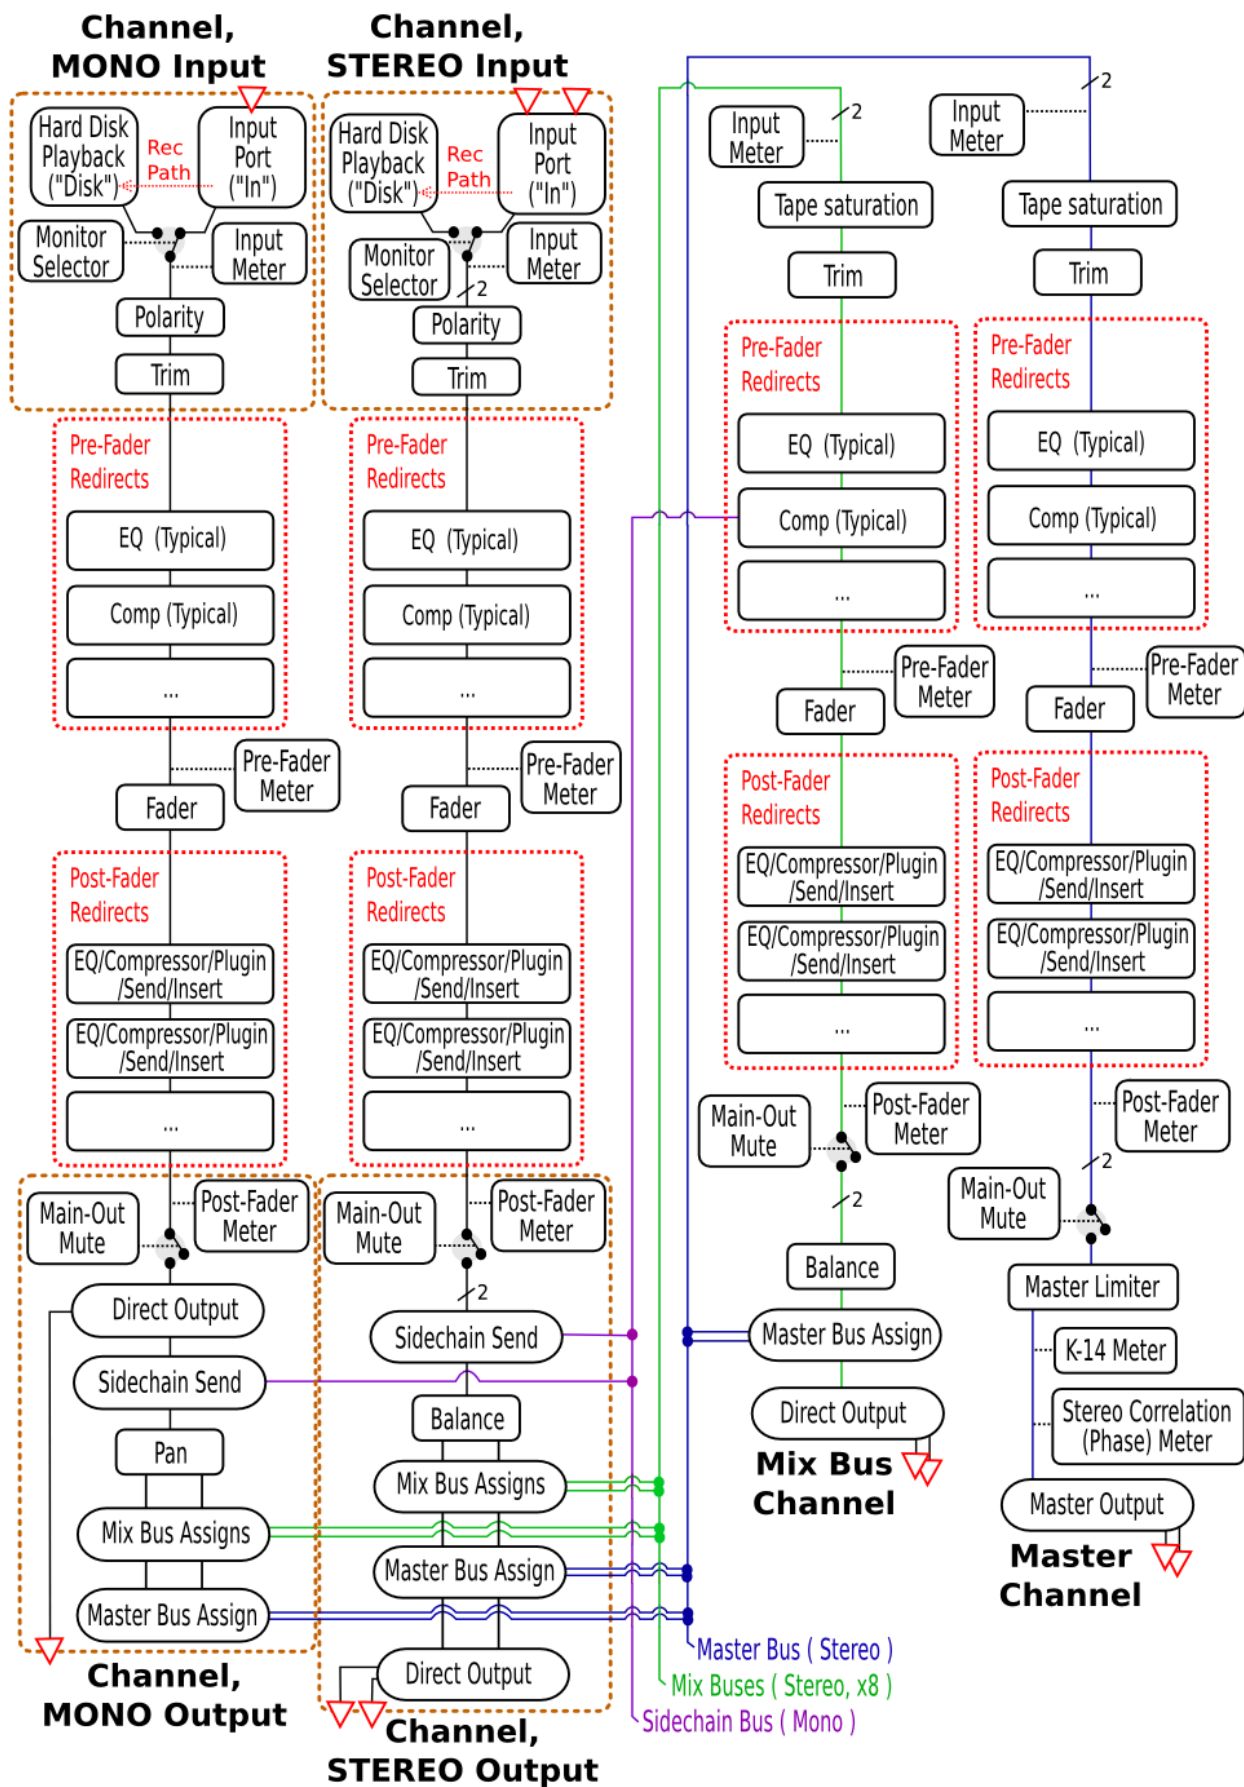 Channel,
MONO Input
Hard Disk
Playback
("Disk")
Rec
Path
Input
Port
("In")
Monitor
Selector
Input
Meter
Polarity
Trim
Pre-Fader
Redirects
EQ (Typical)
Comp (Typical)
...
Pre-Fader
Meter
Fader
Post-Fader
Redirects
EQ/Compressor/Plugin
/Send/Insert
EQ/Compressor/Plugin
/Send/Insert
...
Main-Out
Mute
Post-Fader
Meter
Direct Output
Sidechain Send
Pan
Mix Bus Assigns
Master Bus Assign
Channel,
MONO Output
Channel,
STEREO Input
Hard Disk
Playback
("Disk")
Rec
Path
Input
Port
("In")
Monitor
Selector
Input
Meter
2
Polarity
Trim
Pre-Fader
Redirects
EQ (Typical)
Comp (Typical)
...
Pre-Fader
Meter
Fader
Post-Fader
Redirects
EQ/Compressor/Plugin
/Send/Insert
EQ/Compressor/Plugin
/Send/Insert
...
Main-Out
Mute
Post-Fader
Meter
2
Sidechain Send
Balance
Mix Bus Assigns
Master Bus Assign
Direct Output
Channel,
STEREO Output
2
Input
Meter
Tape saturation
Trim
Pre-Fader
Redirects
EQ (Typical)
Comp (Typical)
...
Pre-Fader
Meter
Fader
Post-Fader
Redirects
EQ/Compressor/Plugin
/Send/Insert
EQ/Compressor/Plugin
/Send/Insert
...
Main-Out
Mute
Post-Fader
Meter
2
Balance
Master Bus Assign
Direct Output
Mix Bus
Channel
2
Input
Meter
Tape saturation
Trim
Pre-Fader
Redirects
EQ (Typical)
Comp (Typical)
...
Pre-Fader
Meter
Fader
Post-Fader
Redirects
EQ/Compressor/Plugin
/Send/Insert
EQ/Compressor/Plugin
/Send/Insert
...
Post-Fader
Meter
2
Main-Out
Mute
Master Limiter
K-14 Meter
Stereo Correlation
(Phase) Meter
Master Output
Master
Channel
Master Bus ( Stereo )
Mix Buses ( Stereo, x8 )
Sidechain Bus ( Mono )